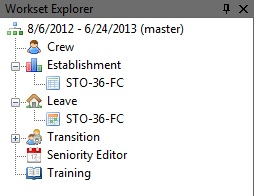 Workset Explorer
8/6/2012 - 6/24/2013 (master)
Crew
Establishment
STO-36-FC
Leave
STO-36-FC
Transition
Seniority Editor
Training